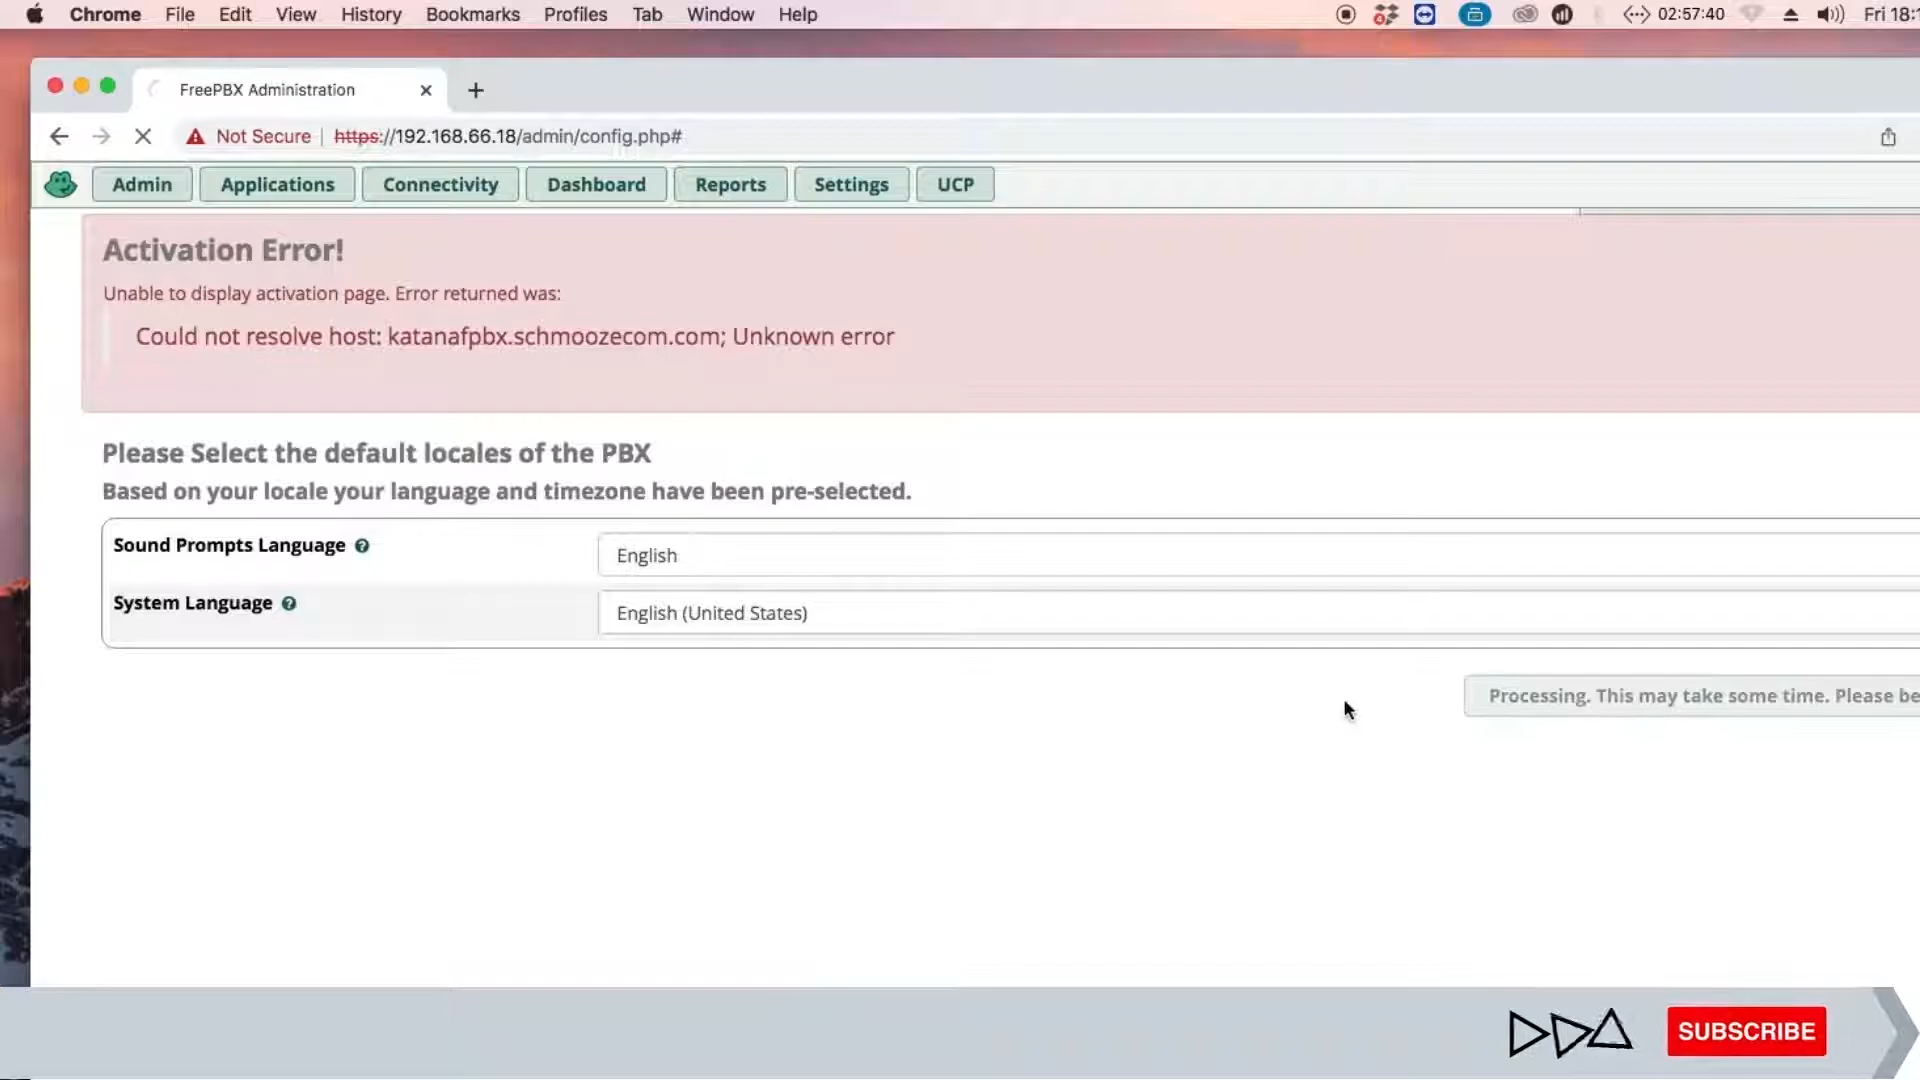 Chrome File Edit View History Bookmarks Profiles Tab Window Help 02:57:40 Fri 18:
FreePBX Administration
Not Secure | https://192.168.66.18/admin/config.php#
Admin Applications Connectivity Dashboard Reports Settings UCP
Activation Error!
Unable to display activation page. Error returned was:
Could not resolve host: katanafpbx.schmoozecom.com; Unknown error
Please Select the default locales of the PBX
Based on your locale your language and timezone have been pre-selected.
Sound Prompts Language English
System Language English (United States)
Processing. This may take some time. Please be
SUBSCRIBE